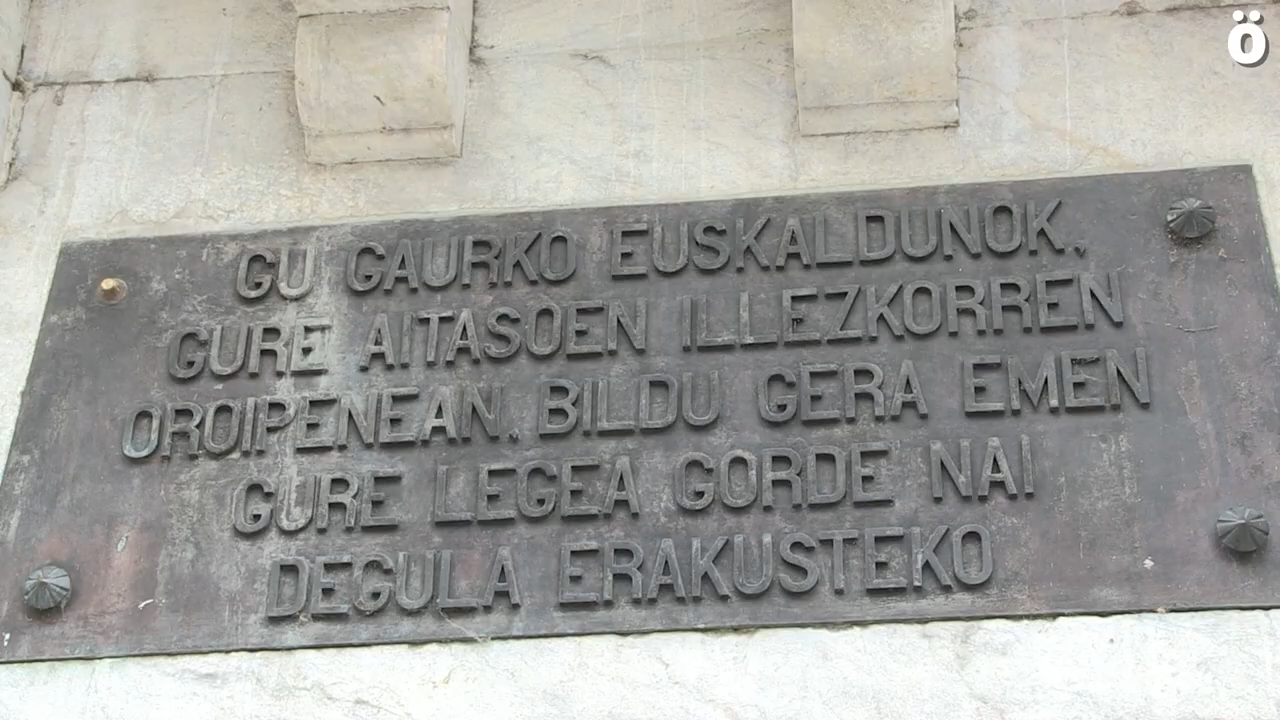 ö
GU GAURKO EUSKALDUNOK,
GURE AITASOEN ILLEZKORREN
OROIPENEAN, BILDU GERA EMEN
GURE LEGEA GORDE NAI
DEGULA ERAKUSTEKO